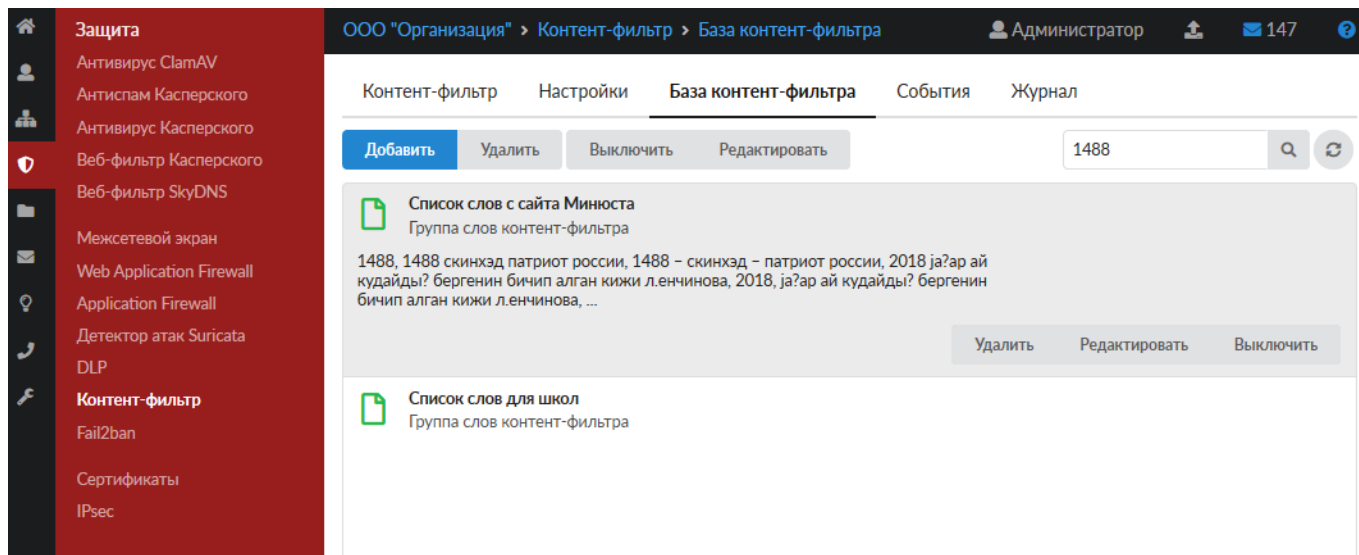 Защита
Антивирус ClamAV
Антиспам Касперского
Антивирус Касперского
Веб-фильтр Касперского
Веб-фильтр SkyDNS
Межсетевой экран
Web Application Firewall
Application Firewall
Детектор атак Suricata
DLP
Контент-фильтр
Fail2ban
Сертификаты
IPsec
ООО "Организация" > Контент-фильтр > База контент-фильтра
Администратор
147
?
Контент-фильтр Настройки База контент-фильтра События Журнал
Добавить Удалить Выключить Редактировать
1488
Список слов с сайта Минюста
Группа слов контент-фильтра
1488, 1488 скинхэд патриот россии, 1488 – скинхэд – патриот россии, 2018 ja?ap ай
кудайды? бергенин бичип алган кижи л.енчинова, 2018, ja?ap ай кудайды? бергенин
бичип алган кижи л.енчинова, ...
Удалить Редактировать Выключить
Список слов для школ
Группа слов контент-фильтра